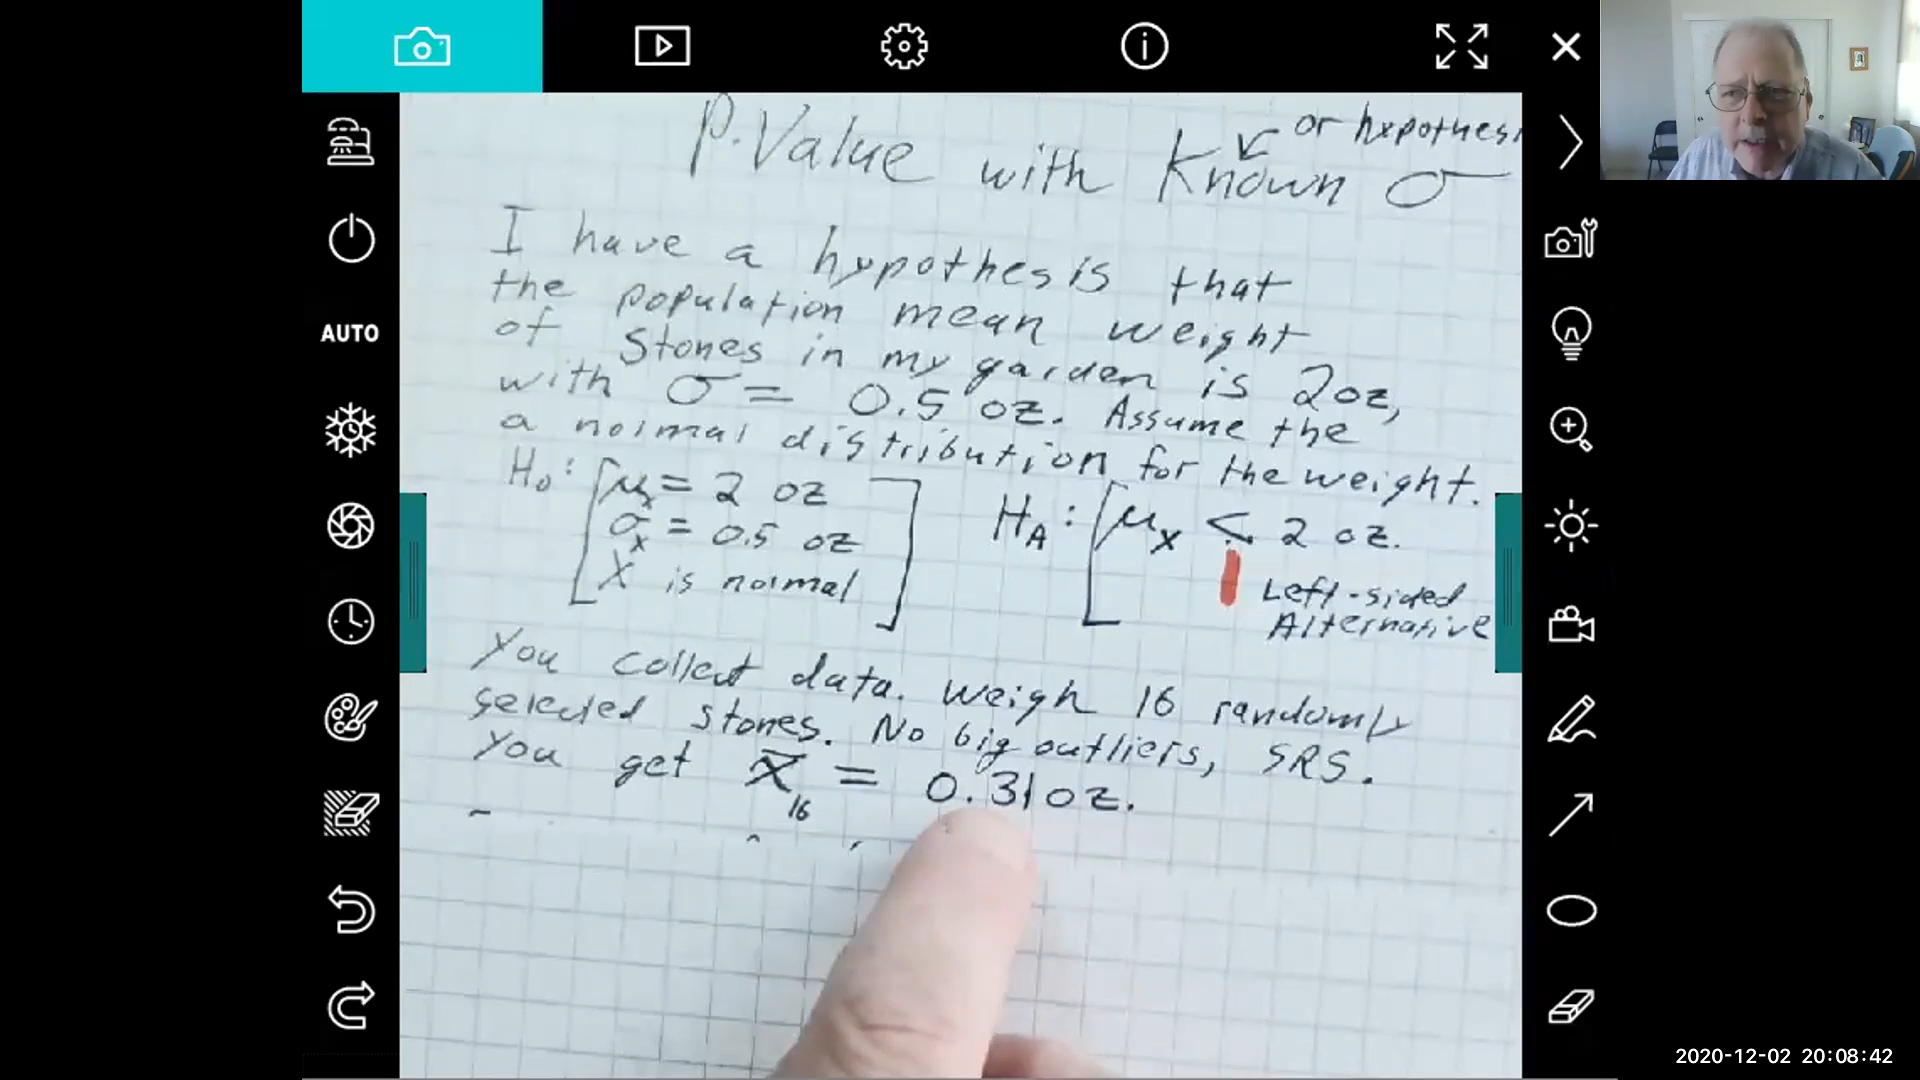 P-Value with Known σ
or hypothesi
I have a hypothesis that
the population mean weight
of stones in my garden is 2oz,
with σ = 0.5 oz. Assume the
a normal distribution for the weight.
H₀: [μₓ = 2 oz
σₓ = 0.5 oz
X is normal]
H_A: [μₓ < 2 oz.
Left-sided
Alternative
You collect data. Weigh 16 randomly
selected stones. No big outliers, SRS.
You get x̄₁₆ = 0.31 oz.
AUTO
2020-12-02 20:08:42